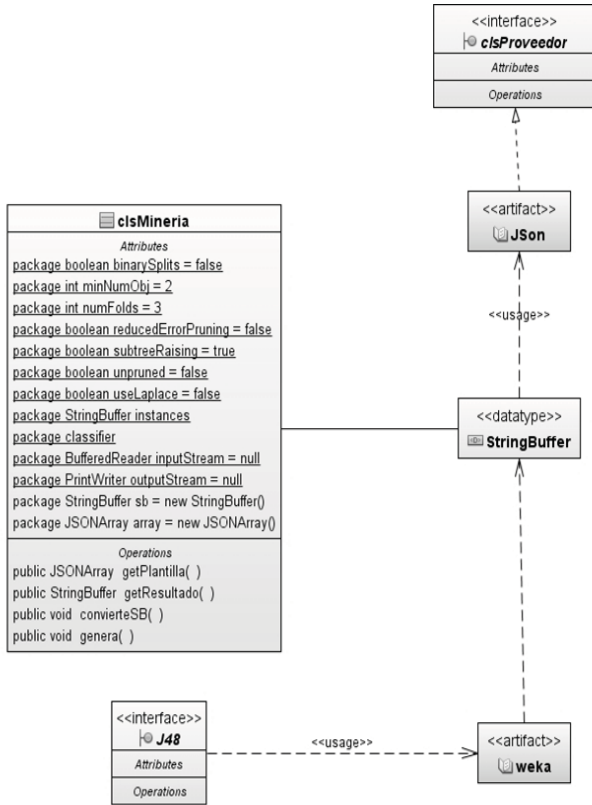 <<interface>>
clsProveedor
Attributes
Operations
<<artifact>>
JSon
<<usage>>
clsMineria
Attributes
package boolean binarySplits = false
package int minNumObj = 2
package int numFolds = 3
package boolean reducedErrorPruning = false
package boolean subtreeRaising = true
package boolean unpruned = false
package boolean useLaplace = false
package StringBuffer instances
package classifier
package BufferedReader inputStream = null
package PrintWriter outputStream = null
package StringBuffer sb = new StringBuffer()
package JSONArray array = new JSONArray()
Operations
public JSONArray getPlantilla( )
public StringBuffer getResultado( )
public void convierteSB( )
public void genera( )
<<datatype>>
StringBuffer
<<interface>>
J48
Attributes
Operations
<<usage>>
<<artifact>>
weka